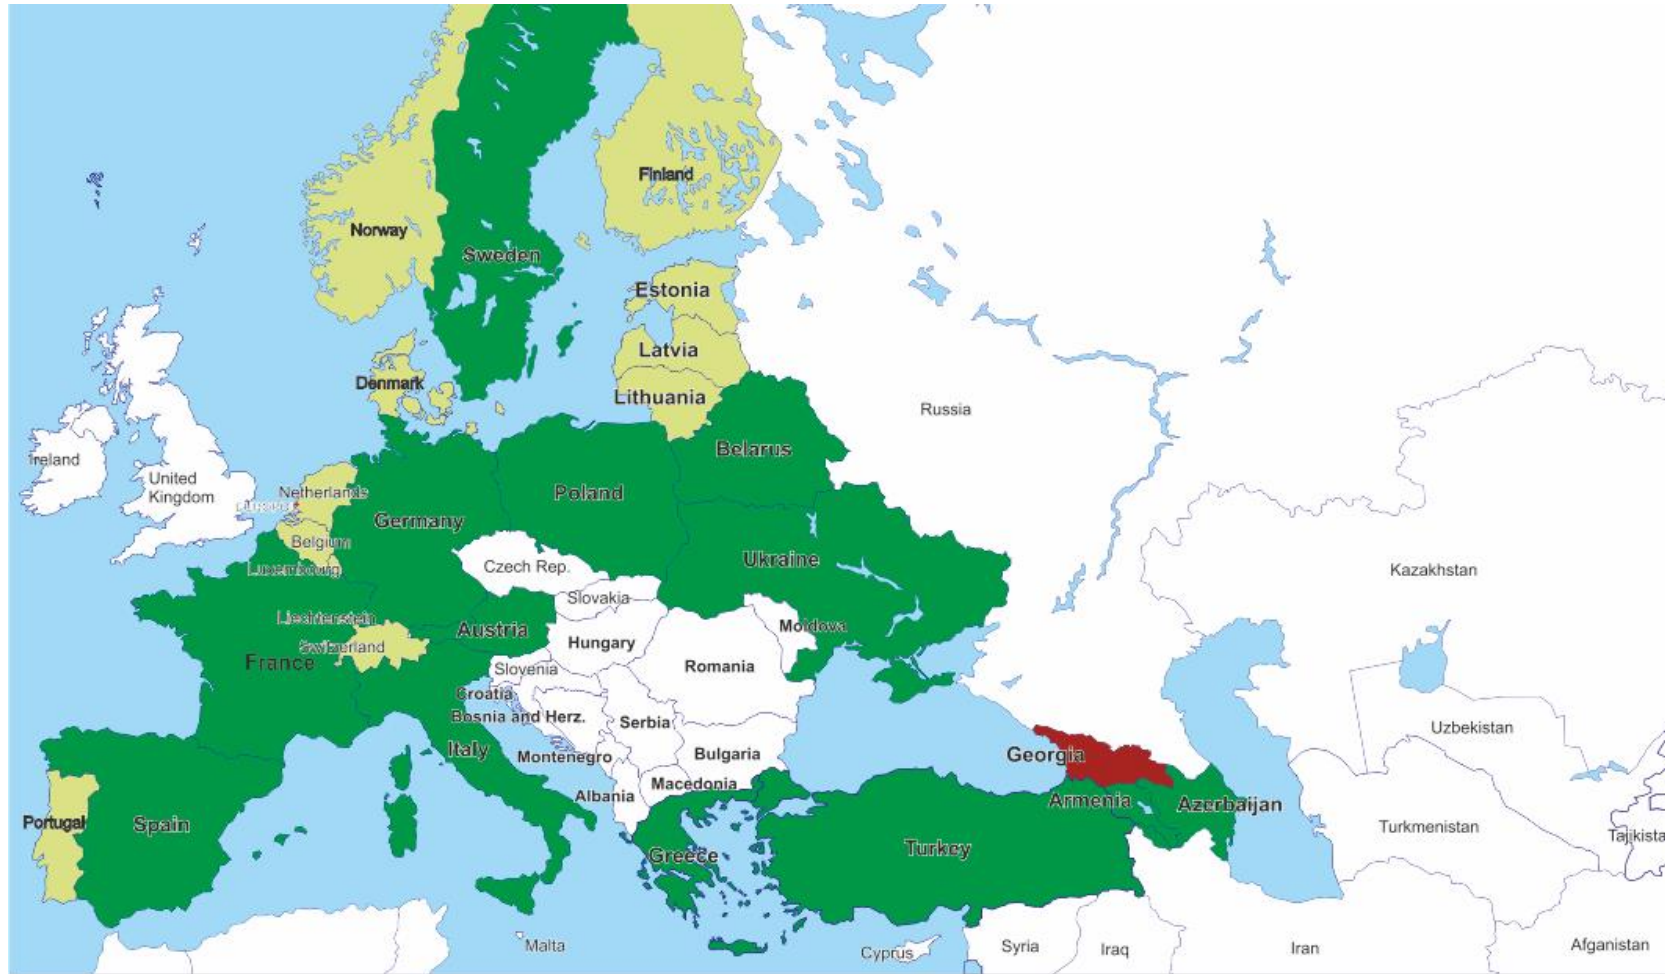 Finland
Norway
Sweden
Estonia
Latvia
Denmark
Lithuania
Russia
Belarus
Ireland
United
Kingdom
Netherlands
Poland
Germany
Belgium
Ukraine
Czech Rep.
Luxembourg
Kazakhstan
Slovakia
Liechtenstein
Austria
Moldova
Hungary
Switzerland
France
Slovenia
Romania
Croatia
Bosnia and Herz.
Serbia
Uzbekistan
Italy
Montenegro
Bulgaria
Georgia
Macedonia
Albania
Armenia
Azerbaijan
Portugal
Spain
Turkmenistan
Tajikista
Greece
Turkey
Malta
Cyprus
Syria
Iraq
Iran
Afganistan